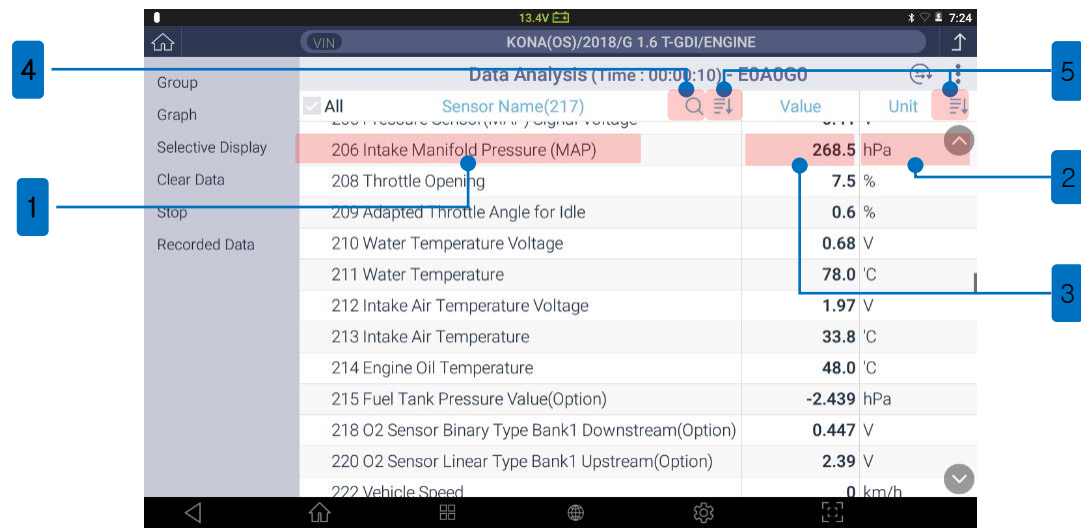 13.4V
7:24
VIN
KONA(OS)/2018/G 1.6 T-GDI/ENGINE
4
5
Group
Graph
Selective Display
Clear Data
Stop
Recorded Data
Data Analysis (Time : 00:00:10) - E0A0G0
All Sensor Name(217) Value Unit
206 Intake Manifold Pressure (MAP) 268.5 hPa
208 Throttle Opening 7.5 %
209 Adapted Throttle Angle for Idle 0.6 %
210 Water Temperature Voltage 0.68 V
211 Water Temperature 78.0 'C
212 Intake Air Temperature Voltage 1.97 V
213 Intake Air Temperature 33.8 'C
214 Engine Oil Temperature 48.0 'C
215 Fuel Tank Pressure Value(Option) -2.439 hPa
218 O2 Sensor Binary Type Bank1 Downstream(Option) 0.447 V
220 O2 Sensor Linear Type Bank1 Upstream(Option) 2.39 V
222 Vehicle Speed 0 km/h
1
2
3